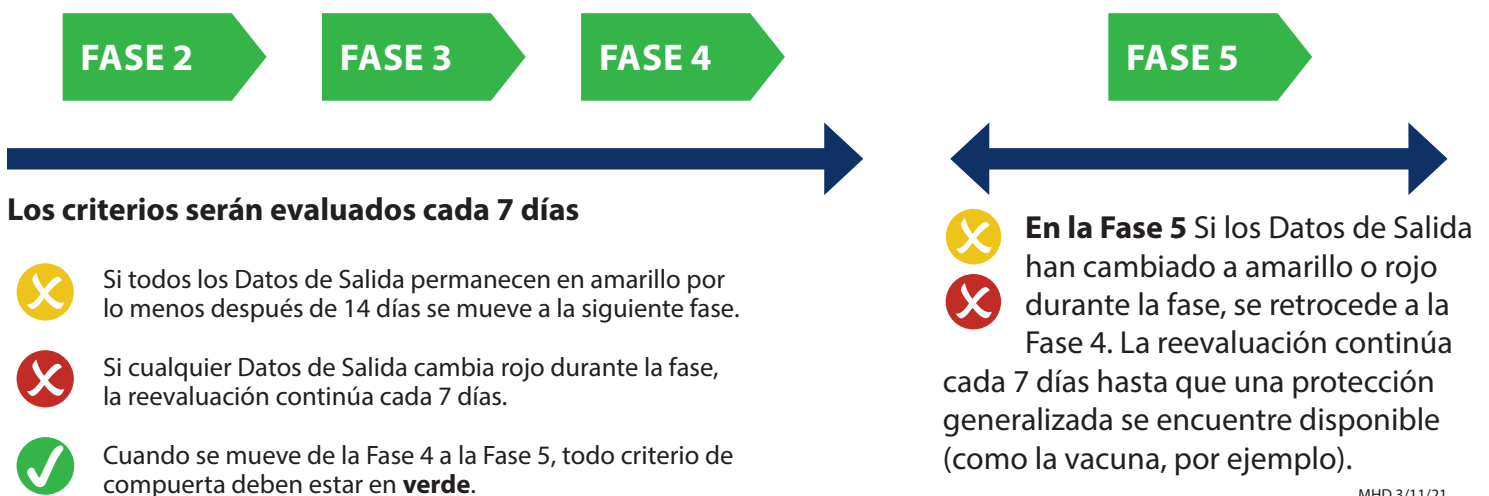 FASE 2
FASE 3
FASE 4
FASE 5
Los criterios serán evaluados cada 7 días
Si todos los Datos de Salida permanecen en amarillo por
lo menos después de 14 días se mueve a la siguiente fase.
Si cualquier Datos de Salida cambia rojo durante la fase,
la reevaluación continúa cada 7 días.
Cuando se mueve de la Fase 4 a la Fase 5, todo criterio de
compuerta deben estar en verde.
En la Fase 5 Si los Datos de Salida
han cambiado a amarillo o rojo
durante la fase, se retrocede a la
Fase 4. La reevaluación continúa
cada 7 días hasta que una protección
generalizada se encuentre disponible
(como la vacuna, por ejemplo).
MHD 3/11/21